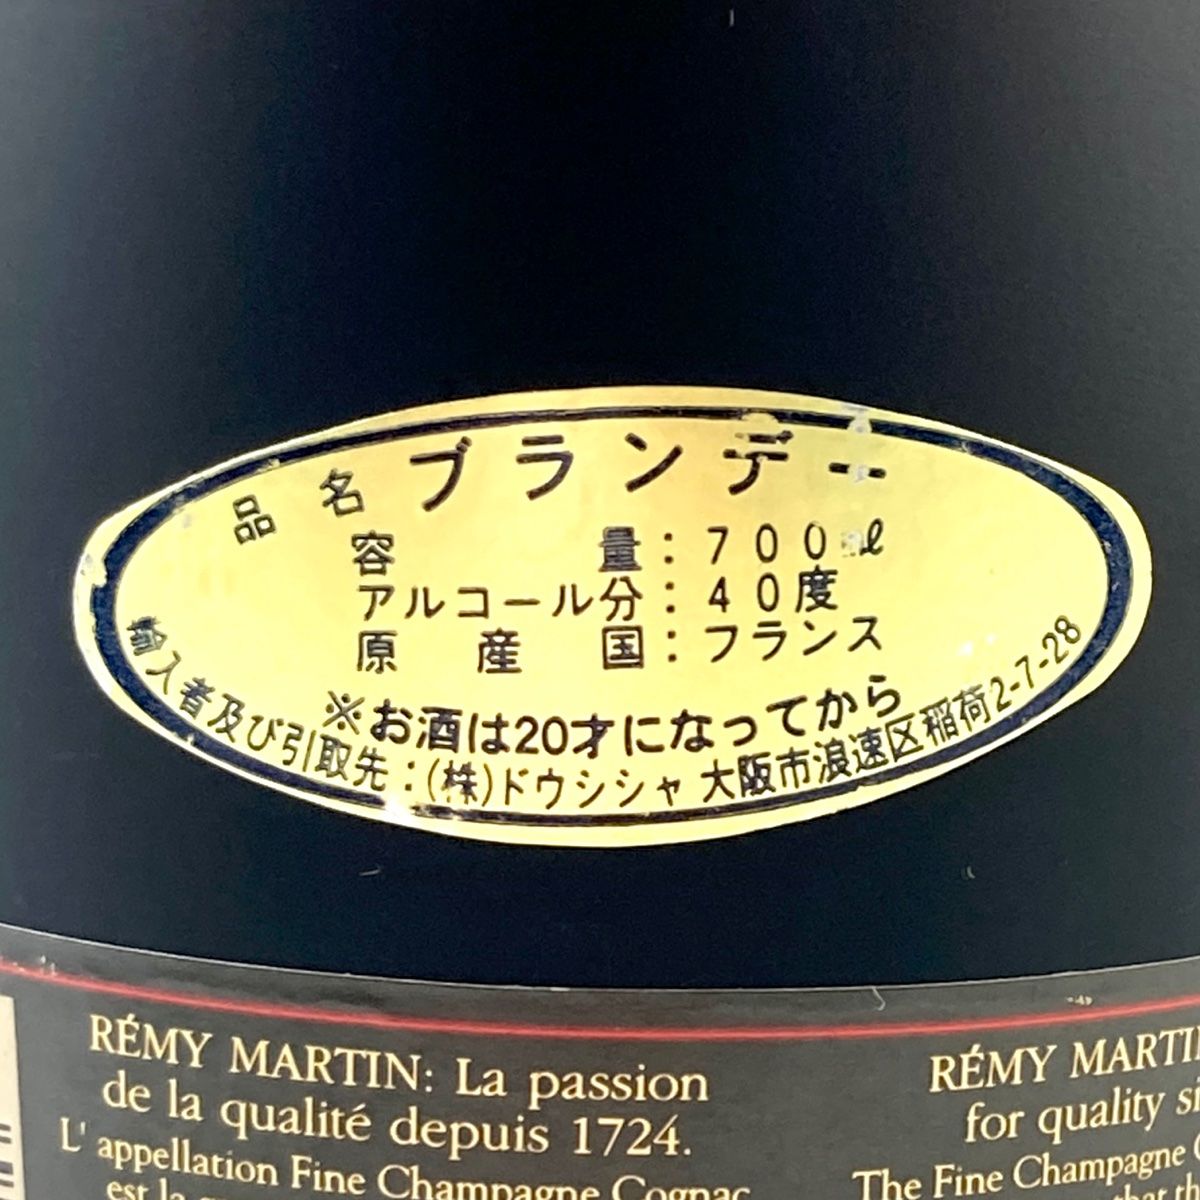 品名 ブランデー
容量：700ml
アルコール分：40度
原産国：フランス
※お酒は20才になってから
輸入者及び引取先：(株)ドウシシャ 大阪市浪速区稲荷2-7-28
RÉMY MARTIN: La passion
de la qualité depuis 1724.
L' appellation Fine Champagne Cognac
est la
RÉMY MARTIN
for quality
The Fine Champagne